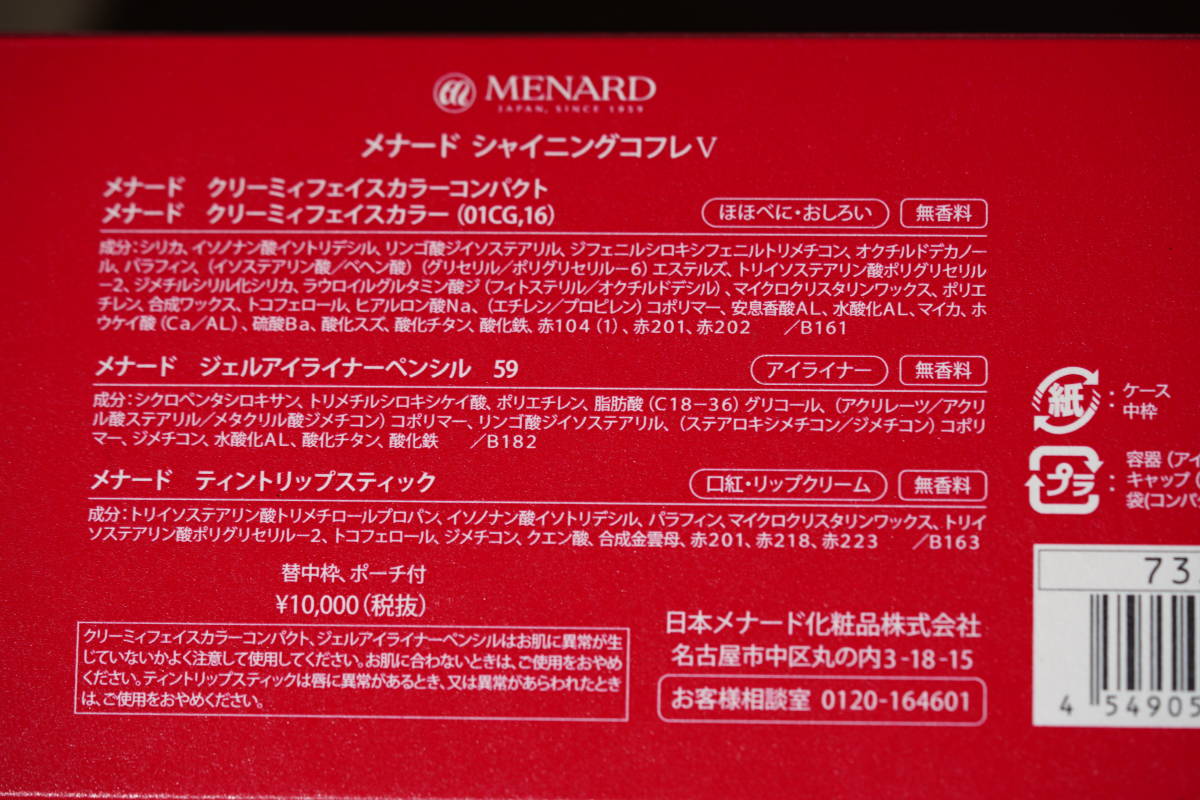 MENARD
JAPAN, SINCE 1959
メナード シャイニングコフレ V
メナード クリーミィフェイスカラーコンパクト
メナード クリーミィフェイスカラー(01CG,16) ほほべに・おしろい 無香料
成分:シリカ、イソノナン酸イソトリデシル、リンゴ酸ジイソステアリル、ジフェニルシロキシフェニルトリメチコン、オクチルドデカノー
ル、パラフィン、(イソステアリン酸/ベヘン酸)(グリセリル/ポリグリセリル-6)エステルズ、トリイソステアリン酸ポリグリセリル
-2、ジメチルシリル化シリカ、ラウロイルグルタミン酸ジ(フィトステリル/オクチルドデシル)、マイクロクリスタリンワックス、ポリエ
チレン、合成ワックス、トコフェロール、ヒアルロン酸Na、(エチレン/プロピレン)コポリマー、安息香酸AL、水酸化AL、マイカ、ホ
ウケイ酸(Ca/AL)、硫酸Ba、酸化スズ、酸化チタン、酸化鉄、赤104(1)、赤201、赤202 /B161
メナード ジェルアイライナーペンシル 59 アイライナー 無香料
成分:シクロペンタシロキサン、トリメチルシロキシケイ酸、ポリエチレン、脂肪酸(C18-36)グリコール、(アクリレーツ/アクリ
ル酸ステアリル/メタクリル酸ジメチコン)コポリマー、リンゴ酸ジイソステアリル、(ステアロキシメチコン/ジメチコン)コポリ
マー、ジメチコン、水酸化AL、酸化チタン、酸化鉄 /B182
メナード ティントリップスティック 口紅・リップクリーム 無香料
成分:トリイソステアリン酸トリメチロールプロパン、イソノナン酸イソトリデシル、パラフィン、マイクロクリスタリンワックス、トリイ
ソステアリン酸ポリグリセリル-2、トコフェロール、ジメチコン、クエン酸、合成金雲母、赤201、赤218、赤223 /B163
替中枠、ポーチ付
¥10,000(税抜)
クリーミィフェイスカラーコンパクト、ジェルアイライナーペンシルはお肌に異常が生
じていないかよく注意して使用してください。お肌に合わないときは、ご使用をおやめ
ください。ティントリップスティックは唇に異常があるとき、又は異常があらわれたとき
は、ご使用をおやめください。
日本メナード化粧品株式会社
名古屋市中区丸の内3-18-15
お客様相談室 0120-164601
紙 : ケース
中枠
プラ : 容器(アイ
キャップ(
袋(コンパ
73
4 54905